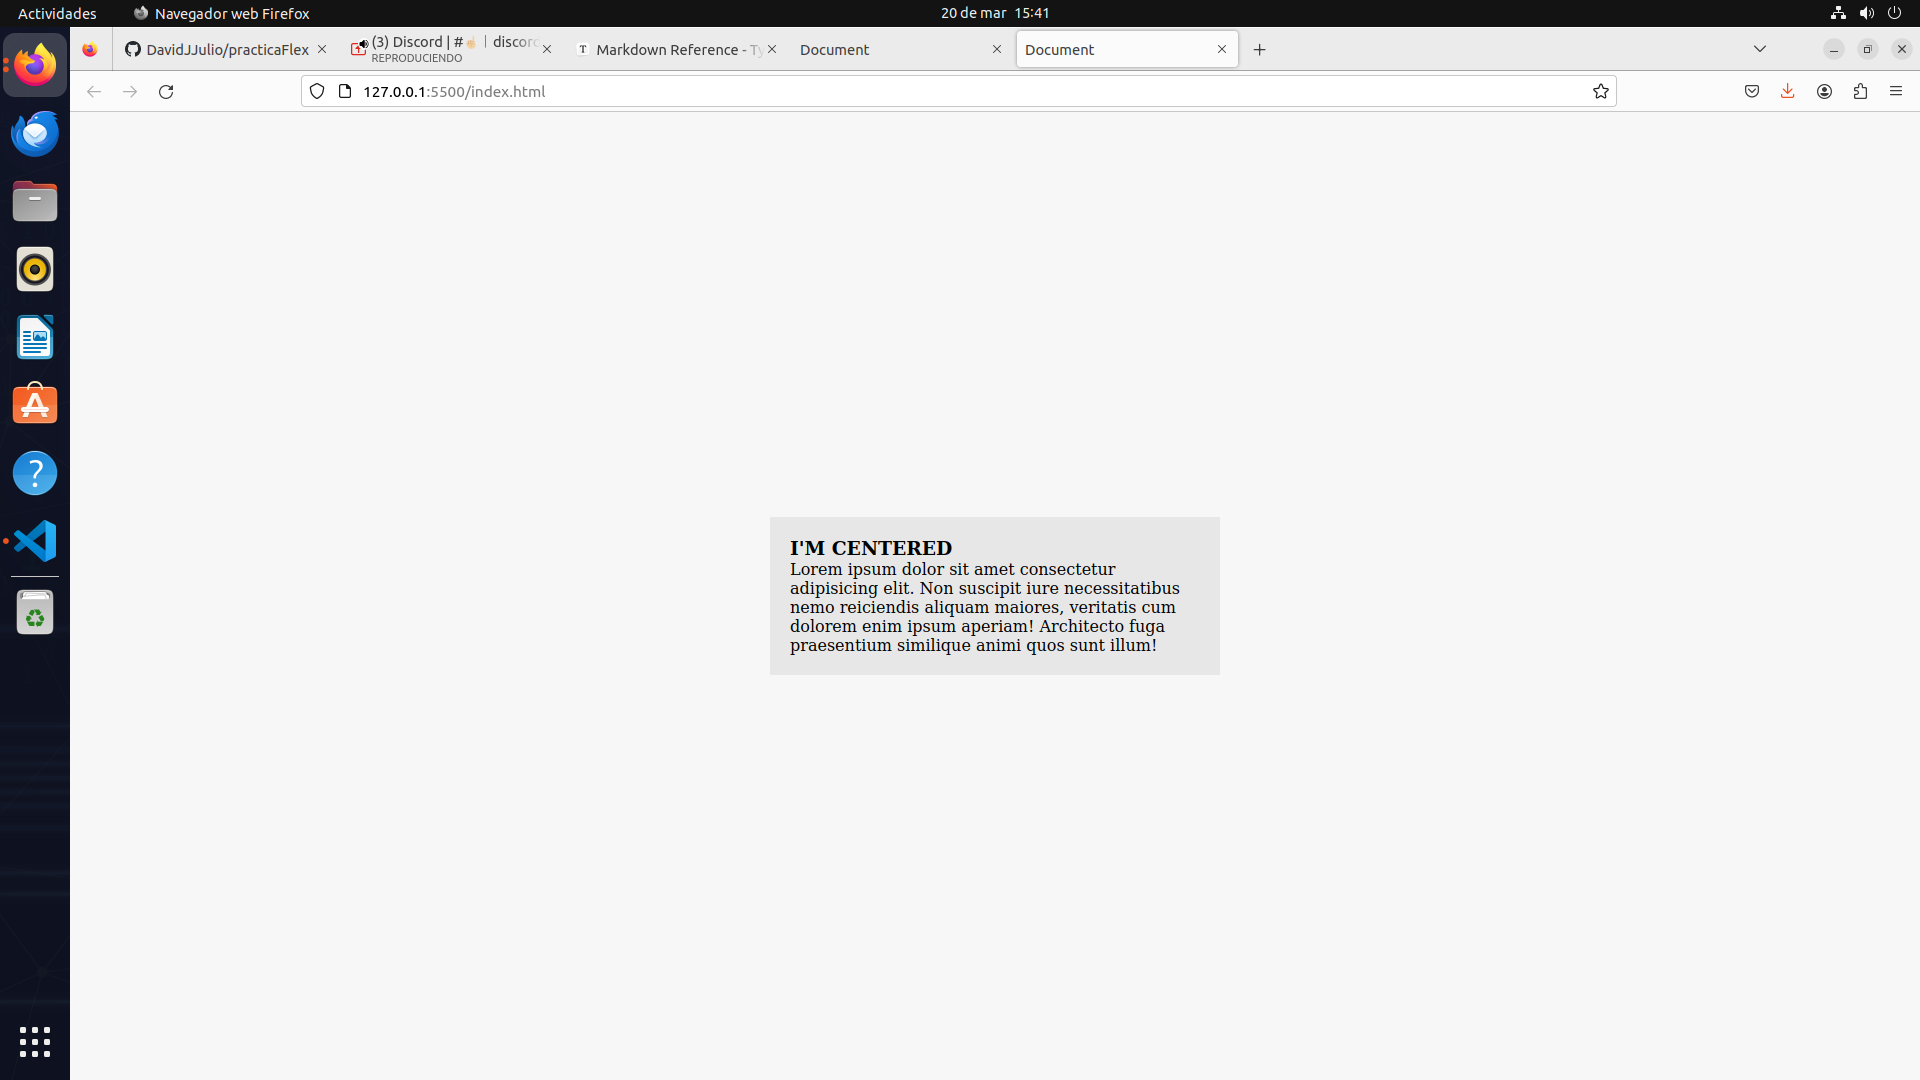 Actividades
Navegador web Firefox
20 de mar 15:41
DavidJJulio/practicaFlex
(3) Discord | #☝🏻 | discord
REPRODUCIENDO
Markdown Reference - Ty
Document
Document
127.0.0.1:5500/index.html
I'M CENTERED
Lorem ipsum dolor sit amet consectetur
adipisicing elit. Non suscipit iure necessitatibus
nemo reiciendis aliquam maiores, veritatis cum
dolorem enim ipsum aperiam! Architecto fuga
praesentium similique animi quos sunt illum!